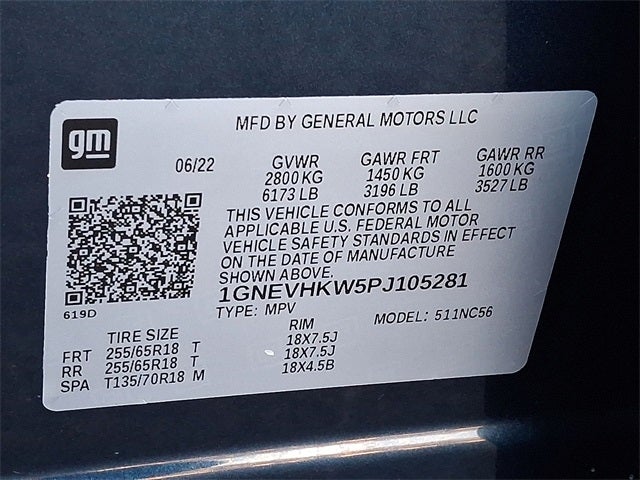 gm
MFD BY GENERAL MOTORS LLC
06/22 GVWR GAWR FRT GAWR RR
2800 KG 1450 KG 1600 KG
6173 LB 3196 LB 3527 LB
THIS VEHICLE CONFORMS TO ALL
APPLICABLE U.S. FEDERAL MOTOR
VEHICLE SAFETY STANDARDS IN EFFECT
ON THE DATE OF MANUFACTURE
SHOWN ABOVE.
1GNEVHKW5PJ105281
619D
TYPE: MPV MODEL: 511NC56
TIRE SIZE RIM
FRT 255/65R18 T 18X7.5J
RR 255/65R18 T 18X7.5J
SPA T135/70R18 M 18X4.5B